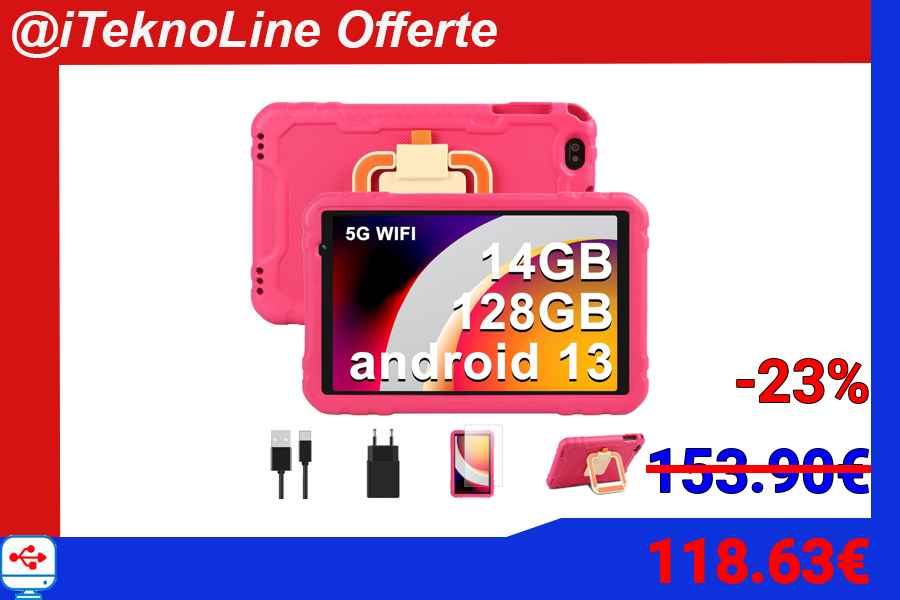 @iTeknoLine Offerte
5G WIFI
14GB
128GB
android 13
-23%
153.90€
118.63€